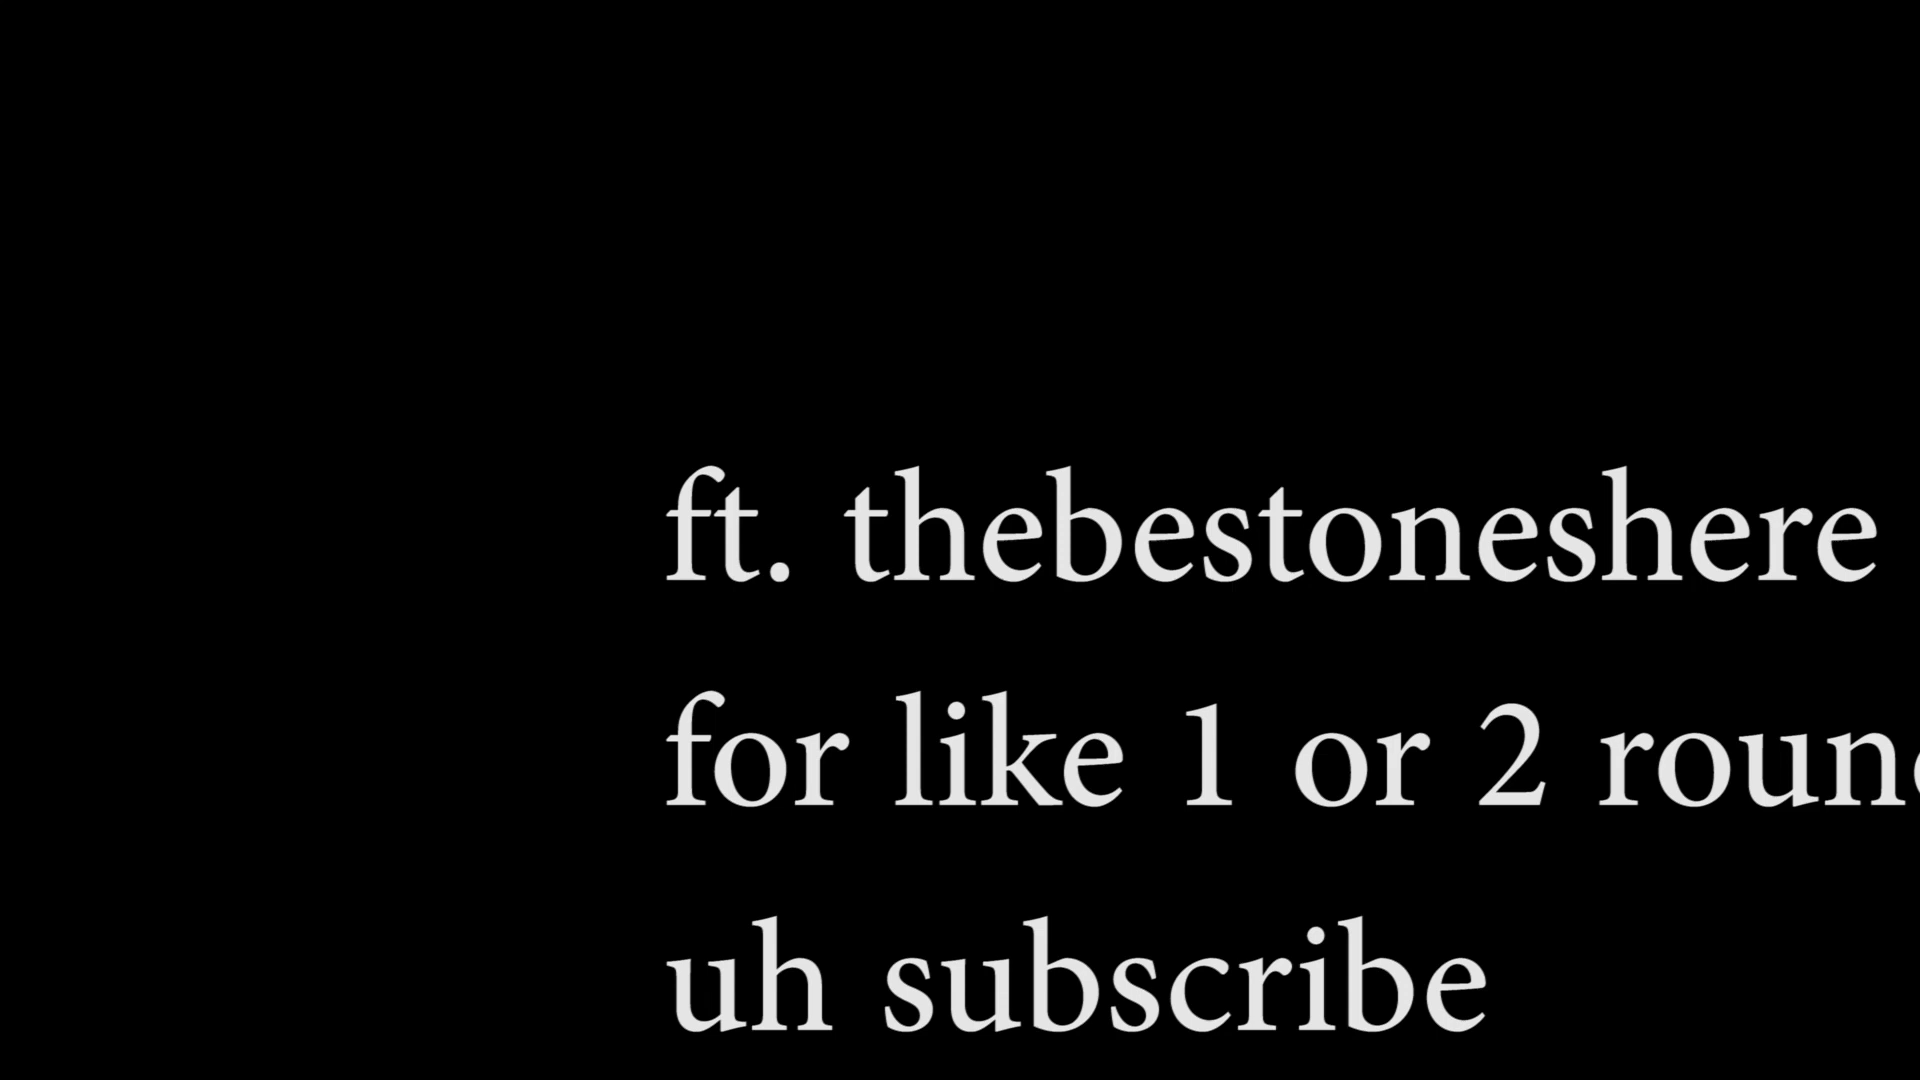 ft. thebestoneshere
for like 1 or 2
uh subscribe